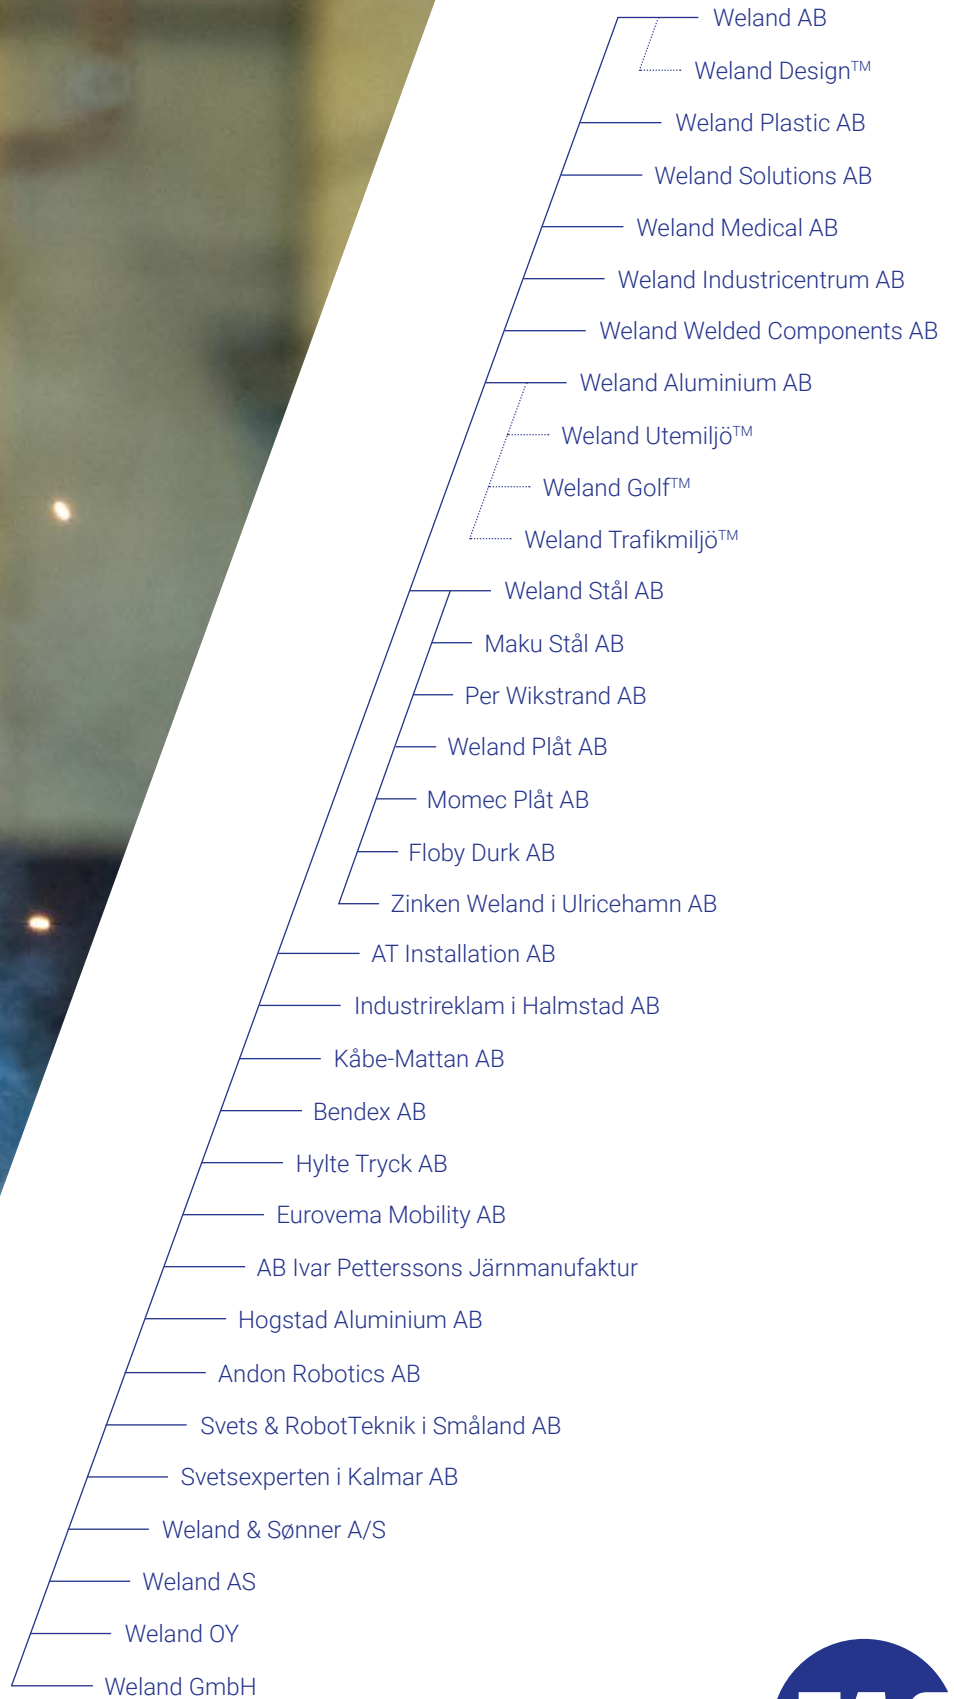 Weland AB
Weland Design™
Weland Plastic AB
Weland Solutions AB
Weland Medical AB
Weland Industricentrum AB
Weland Welded Components AB
Weland Aluminium AB
Weland Utemiljö™
Weland Golf™
Weland Trafikmiljö™
Weland Stål AB
Maku Stål AB
Per Wikstrand AB
Weland Plåt AB
Momec Plåt AB
Floby Durk AB
Zinken Weland i Ulricehamn AB
AT Installation AB
Industrireklam i Halmstad AB
Kåbe-Mattan AB
Bendex AB
Hylte Tryck AB
Eurovema Mobility AB
AB Ivar Petterssons Järnmanufaktur
Hogstad Aluminium AB
Andon Robotics AB
Svets & RobotTeknik i Småland AB
Svetsexperten i Kalmar AB
Weland & Sønner A/S
Weland AS
Weland OY
Weland GmbH